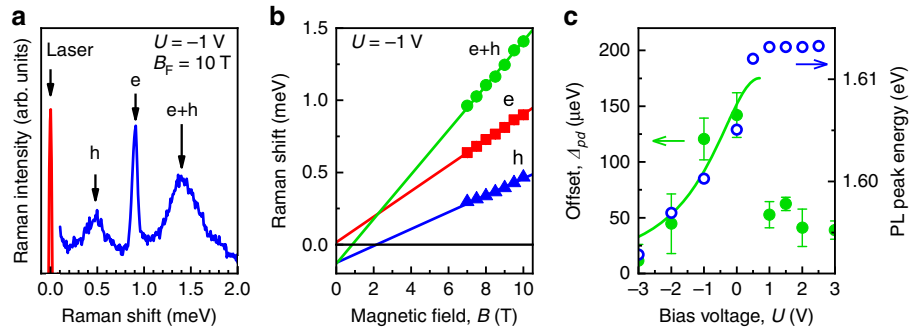 a
Laser
U = –1 V
B_F = 10 T
e
h
e+h
Raman intensity (arb. units)
0.0 0.5 1.0 1.5 2.0
Raman shift (meV)
b
U = –1 V
e+h
e
h
1.5
1.0
0.5
0.0
Raman shift (meV)
0 2 4 6 8 10
Magnetic field, B (T)
c
250
200
150
100
50
0
Offset, Δ_pd (µeV)
1.61
1.60
PL peak energy (eV)
–3 –2 –1 0 1 2 3
Bias voltage, U (V)